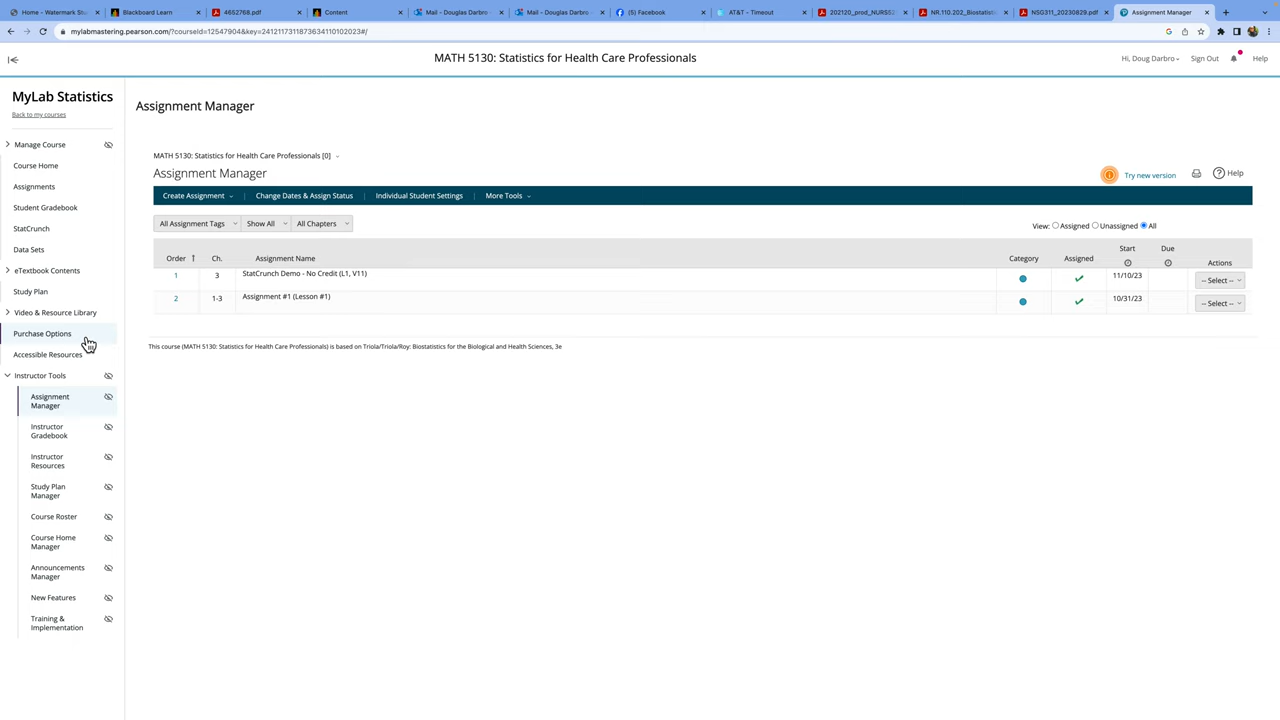 Home - Watermark Stu
Blackboard Learn
4652768.pdf
Content
Mail - Douglas Darbro -
Mail - Douglas Darbro -
(5) Facebook
AT&T - Timeout
202120_prod_NURS52
NR.110.202_Biostatistic
NSG311_20230829.pdf
Assignment Manager
mylabmastering.pearson.com/?courseId=12547904&key=2412117311873634110102023#/
MATH 5130: Statistics for Health Care Professionals
Hi, Doug Darbro
Sign Out
Help
MyLab Statistics
Back to my courses
Manage Course
Course Home
Assignments
Student Gradebook
StatCrunch
Data Sets
eTextbook Contents
Study Plan
Video & Resource Library
Purchase Options
Accessible Resources
Instructor Tools
Assignment
Manager
Instructor
Gradebook
Instructor
Resources
Study Plan
Manager
Course Roster
Course Home
Manager
Announcements
Manager
New Features
Training &
Implementation
Assignment Manager
MATH 5130: Statistics for Health Care Professionals [0]
Assignment Manager
Try new version
Help
Create Assignment | Change Dates & Assign Status | Individual Student Settings | More Tools
All Assignment Tags Show All All Chapters
View: Assigned Unassigned All
Order Ch. Assignment Name Category Assigned Start Due Actions
1 3 StatCrunch Demo - No Credit (L1, V11) 11/10/23 -- Select --
2 1-3 Assignment #1 (Lesson #1) 10/31/23 -- Select --
This course (MATH 5130: Statistics for Health Care Professionals) is based on Triola/Triola/Roy: Biostatistics for the Biological and Health Sciences, 3e